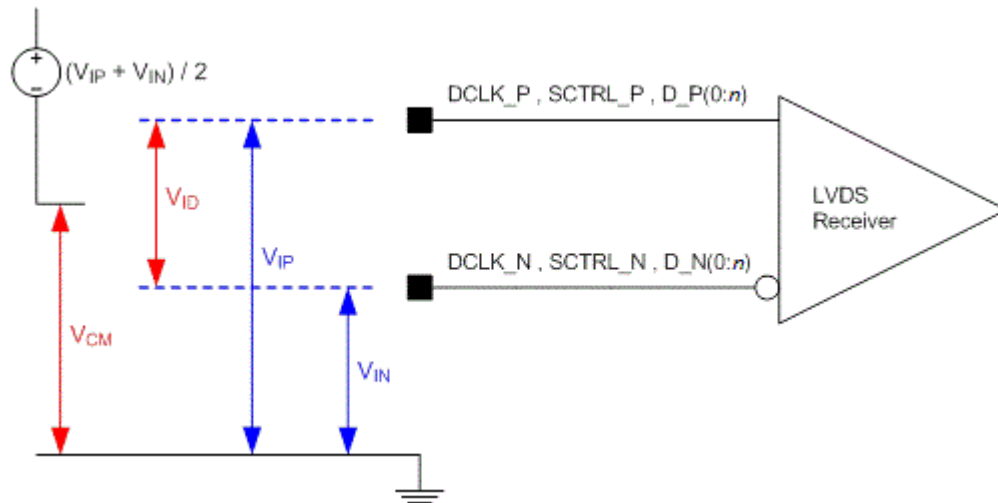 (VIP + VIN) / 2
DCLK_P , SCTRL_P , D_P(0:n)
VID
LVDS
Receiver
VIP
DCLK_N , SCTRL_N , D_N(0:n)
VCM
VIN